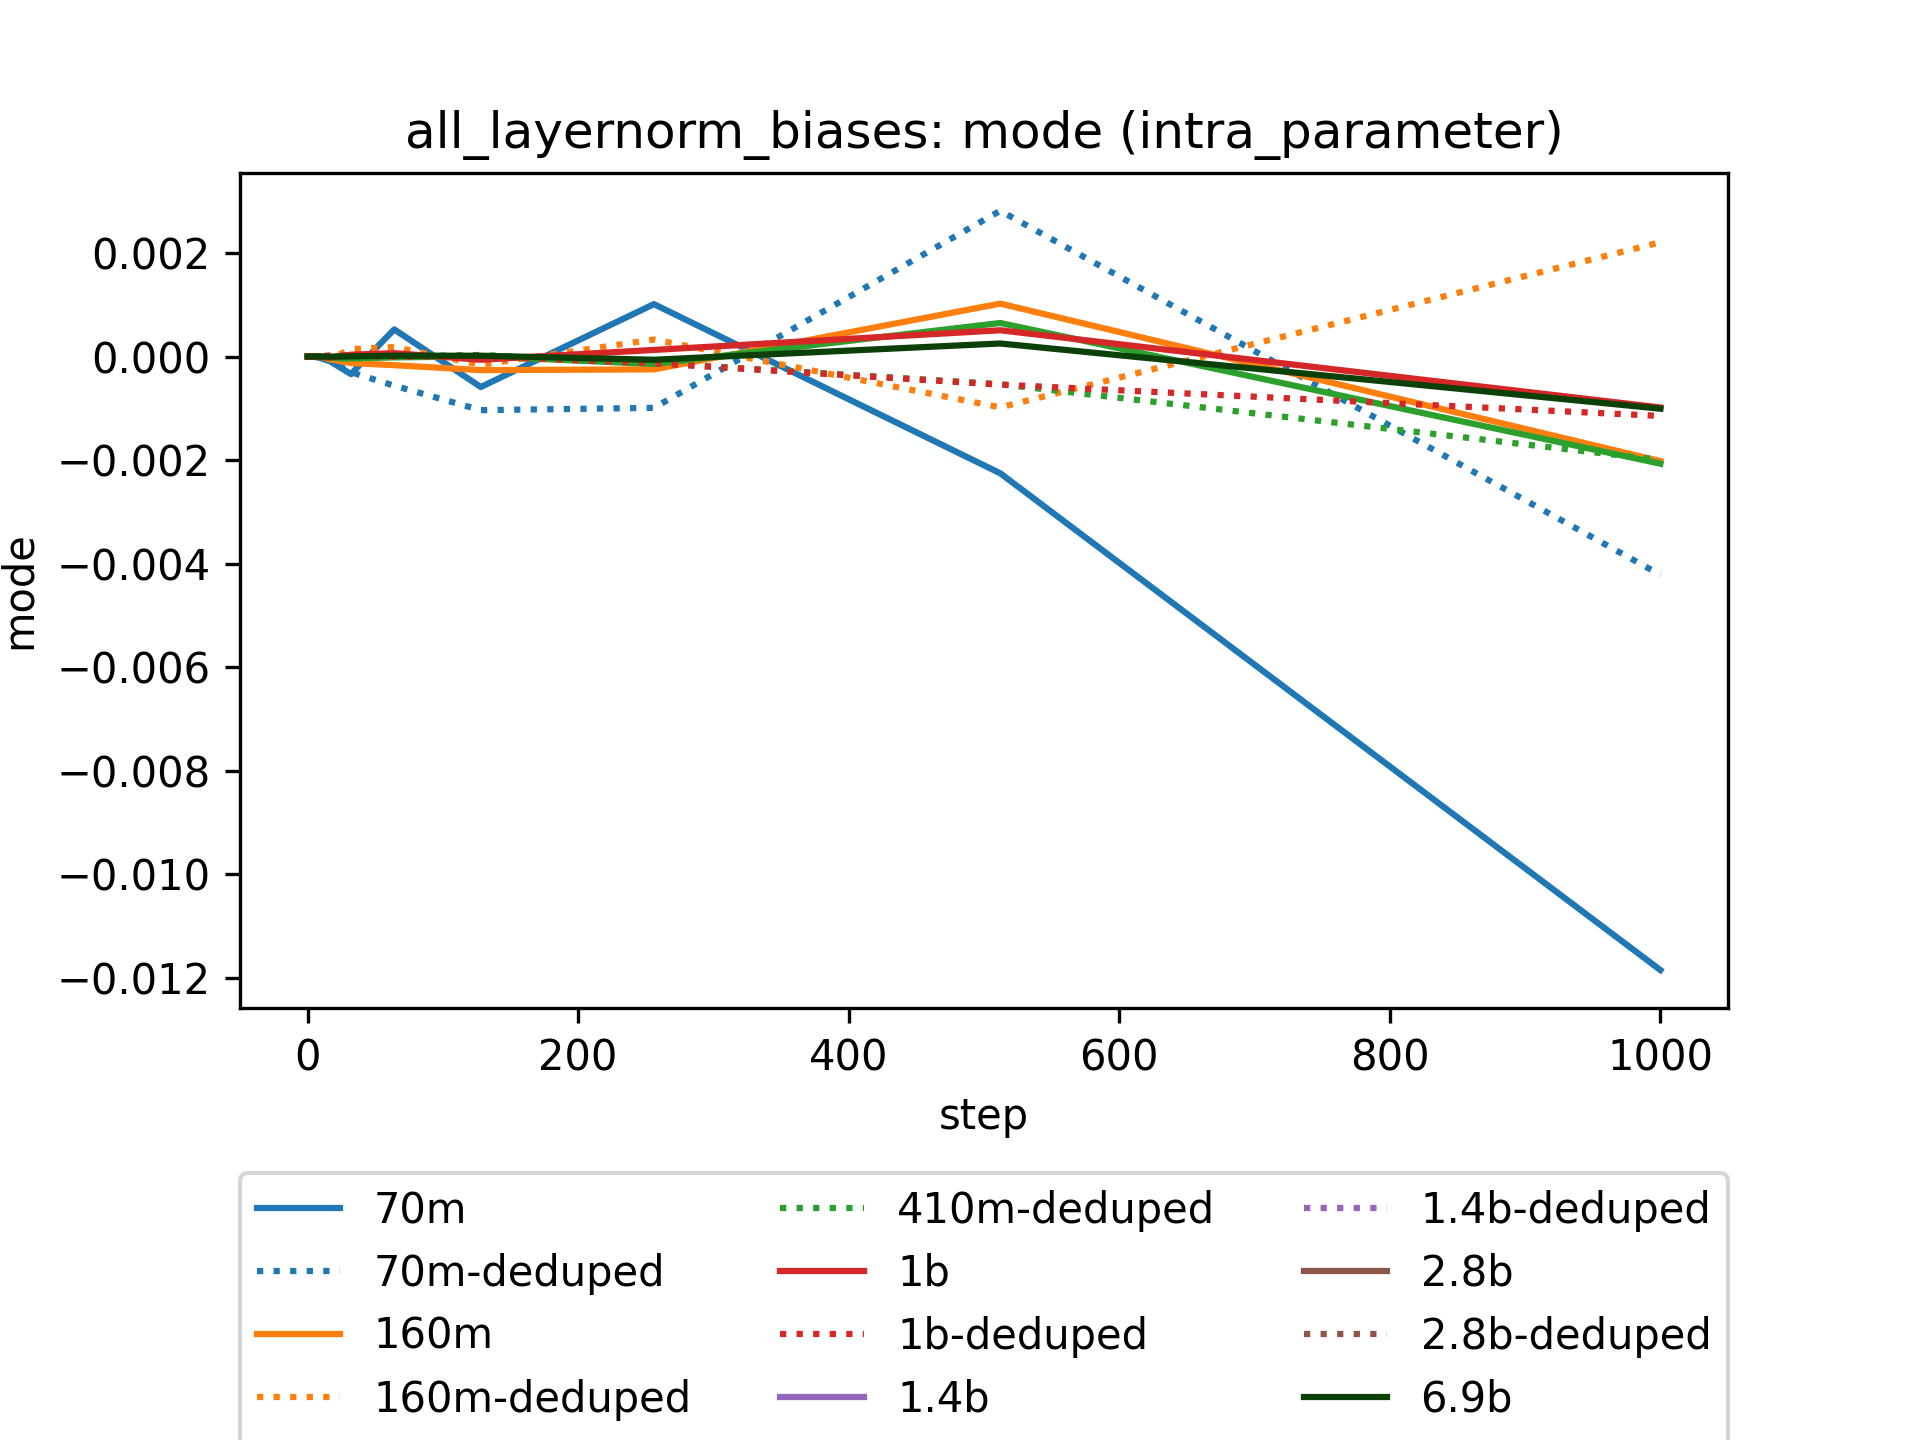 all_layernorm_biases: mode (intra_parameter)
0.002
0.000
−0.002
−0.004
−0.006
−0.008
−0.010
−0.012
mode
0 200 400 600 800 1000
step
70m 410m-deduped 1.4b-deduped
70m-deduped 1b 2.8b
160m 1b-deduped 2.8b-deduped
160m-deduped 1.4b 6.9b